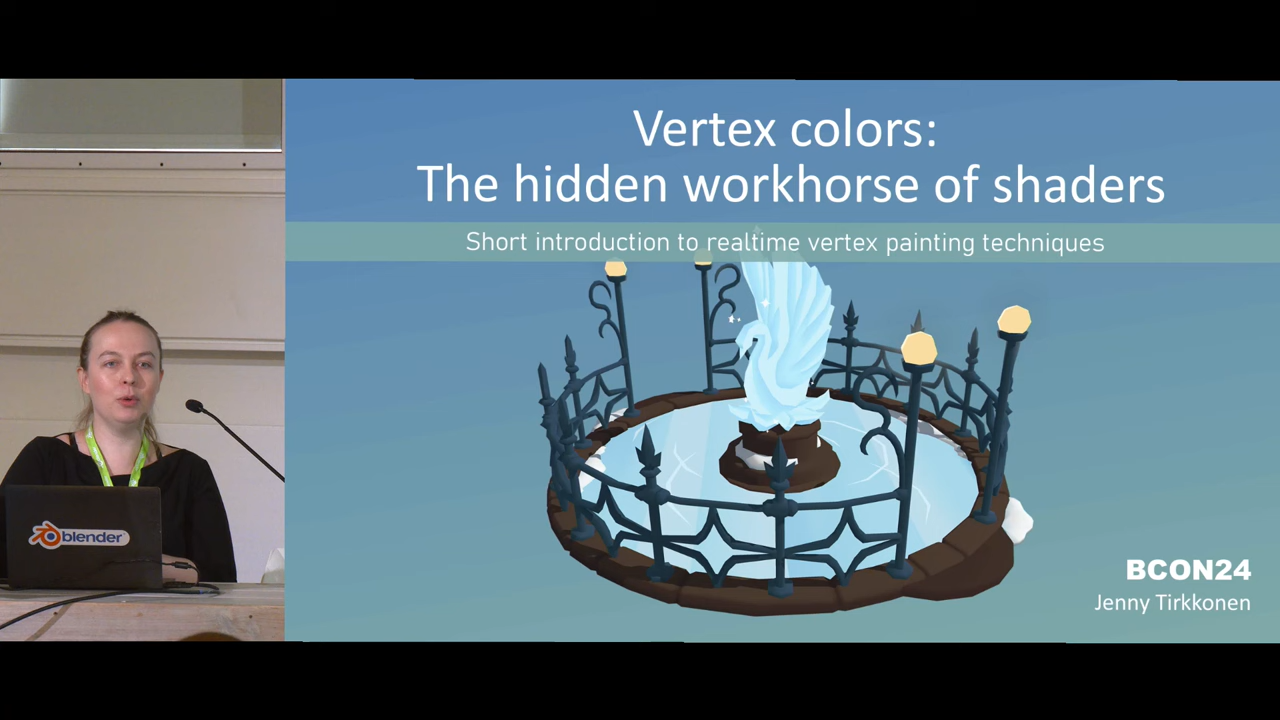 Vertex colors:
The hidden workhorse of shaders
Short introduction to realtime vertex painting techniques
blender
BCON24
Jenny Tirkkonen